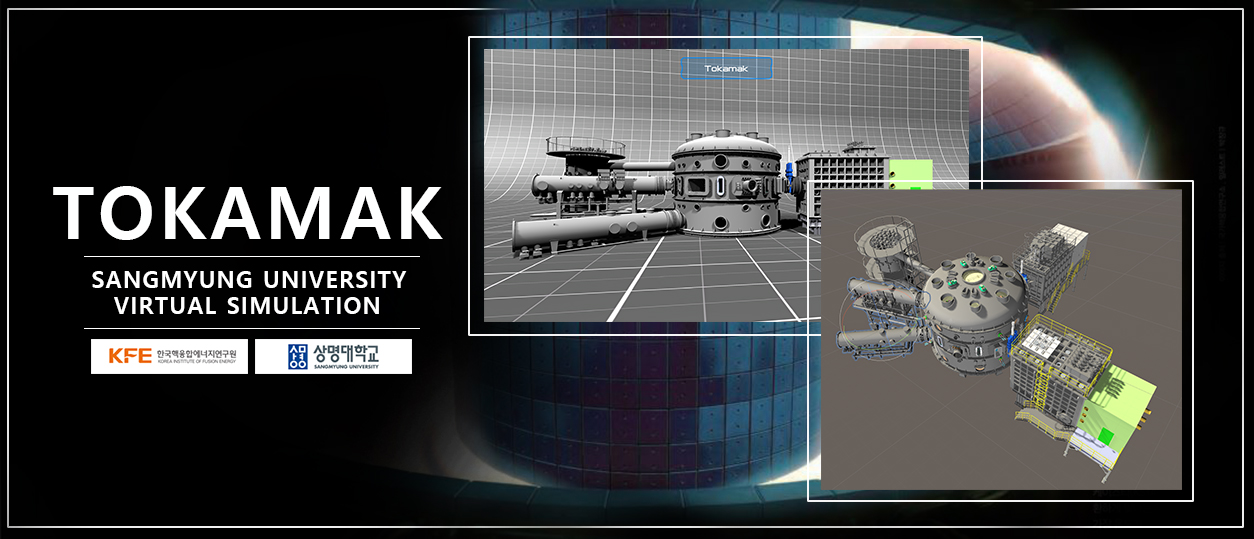 TOKAMAK
SANGMYUNG UNIVERSITY
VIRTUAL SIMULATION
KFE 한국핵융합에너지연구원
KOREA INSTITUTE OF FUSION ENERGY
상명대학교
SANGMYUNG UNIVERSITY
Tokamak